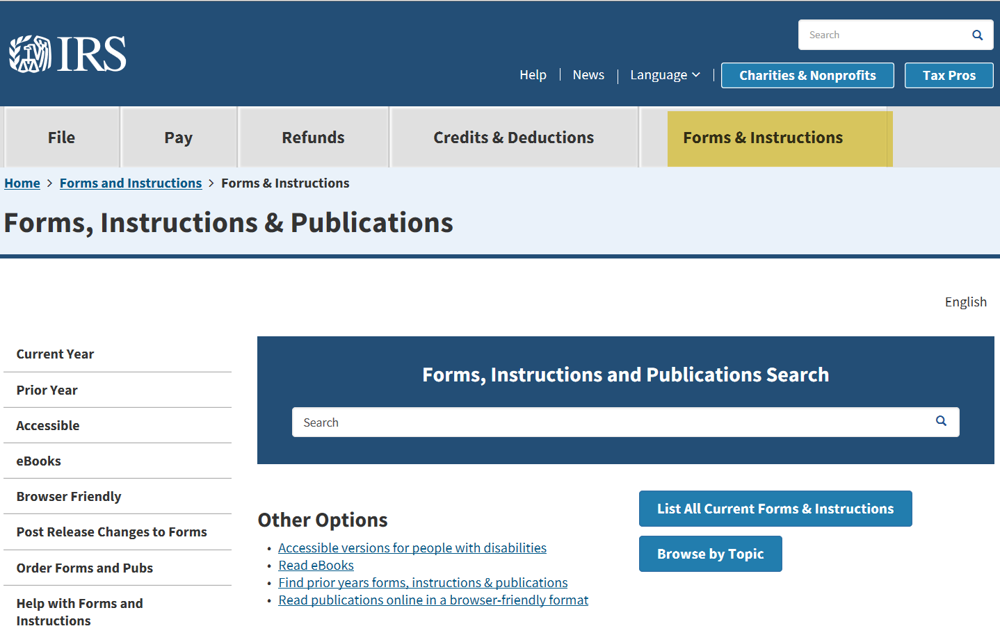 IRS
Search
Help
News
Language
Charities & Nonprofits
Tax Pros
File
Pay
Refunds
Credits & Deductions
Forms & Instructions
Home > Forms and Instructions > Forms & Instructions
Forms, Instructions & Publications
English
Current Year
Prior Year
Accessible
eBooks
Browser Friendly
Post Release Changes to Forms
Order Forms and Pubs
Help with Forms and
Instructions
Forms, Instructions and Publications Search
Search
Other Options
• Accessible versions for people with disabilities
• Read eBooks
• Find prior years forms, instructions & publications
• Read publications online in a browser-friendly format
List All Current Forms & Instructions
Browse by Topic